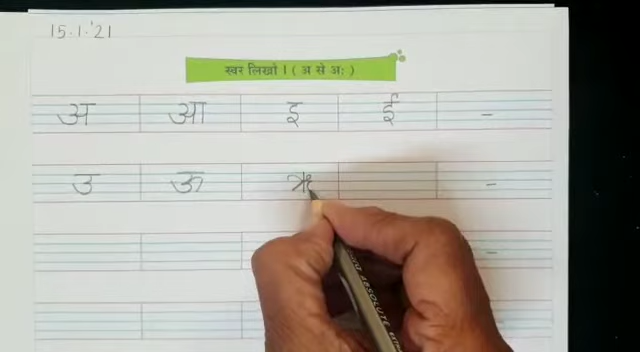 15.1.'21
स्वर लिखो । ( अ से अ: )
अ आ इ ई -
उ ऊ ऋ -
-